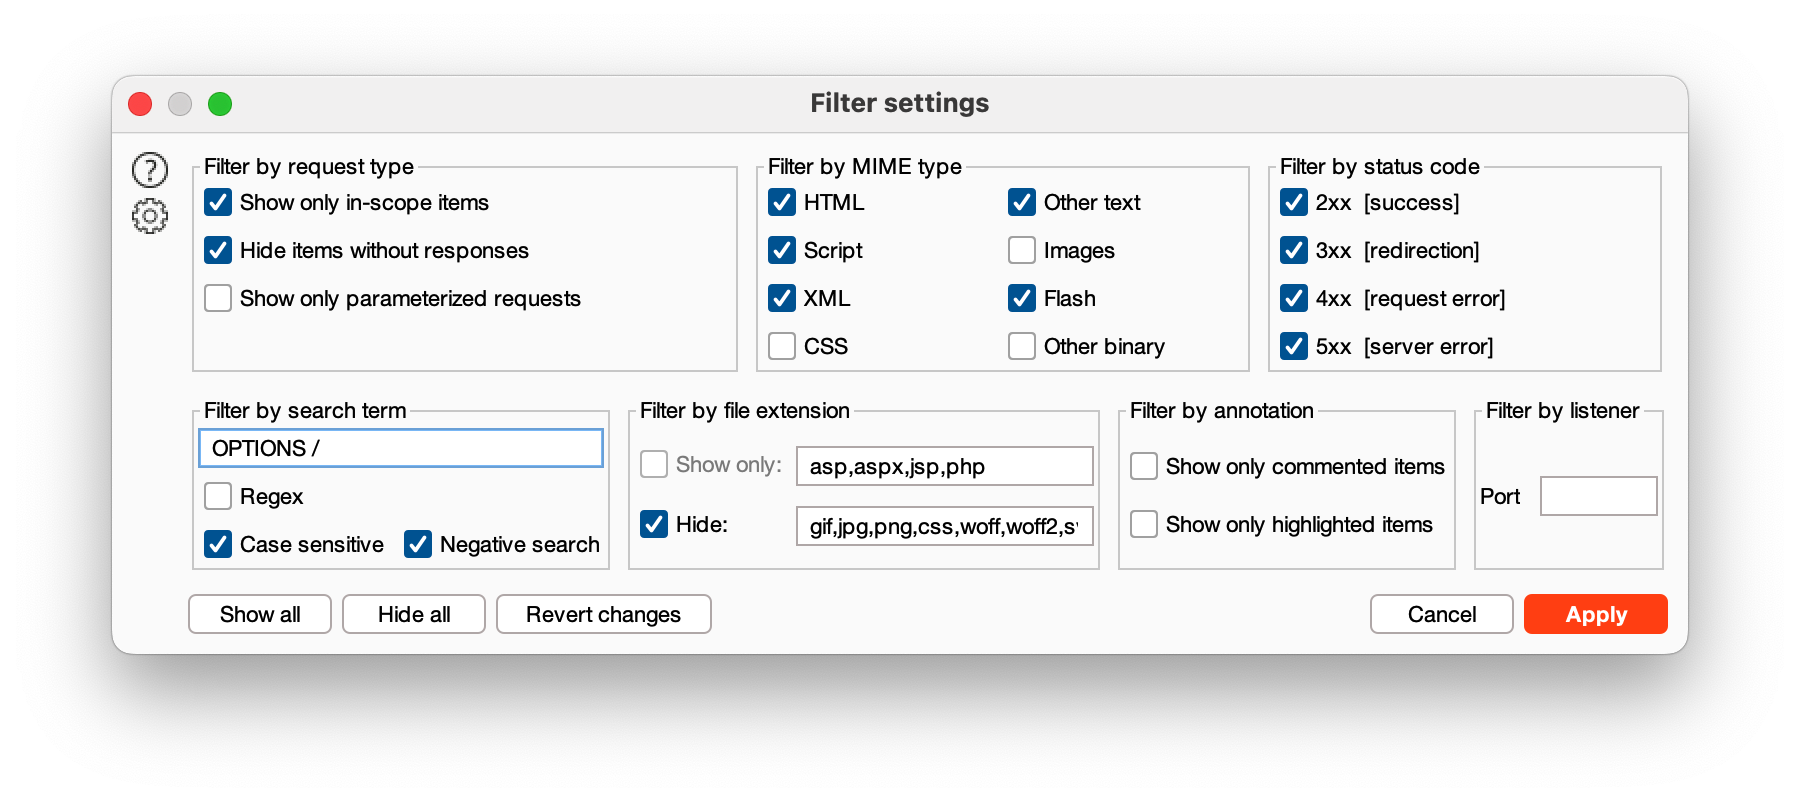 Filter settings
Filter by request type
Show only in-scope items
Hide items without responses
Show only parameterized requests
Filter by MIME type
HTML
Other text
Script
Images
XML
Flash
CSS
Other binary
Filter by status code
2xx [success]
3xx [redirection]
4xx [request error]
5xx [server error]
Filter by search term
OPTIONS /
Regex
Case sensitive
Negative search
Filter by file extension
Show only: asp,aspx,jsp,php
Hide: gif,jpg,png,css,woff,woff2,s
Filter by annotation
Show only commented items
Show only highlighted items
Filter by listener
Port
Show all
Hide all
Revert changes
Cancel
Apply